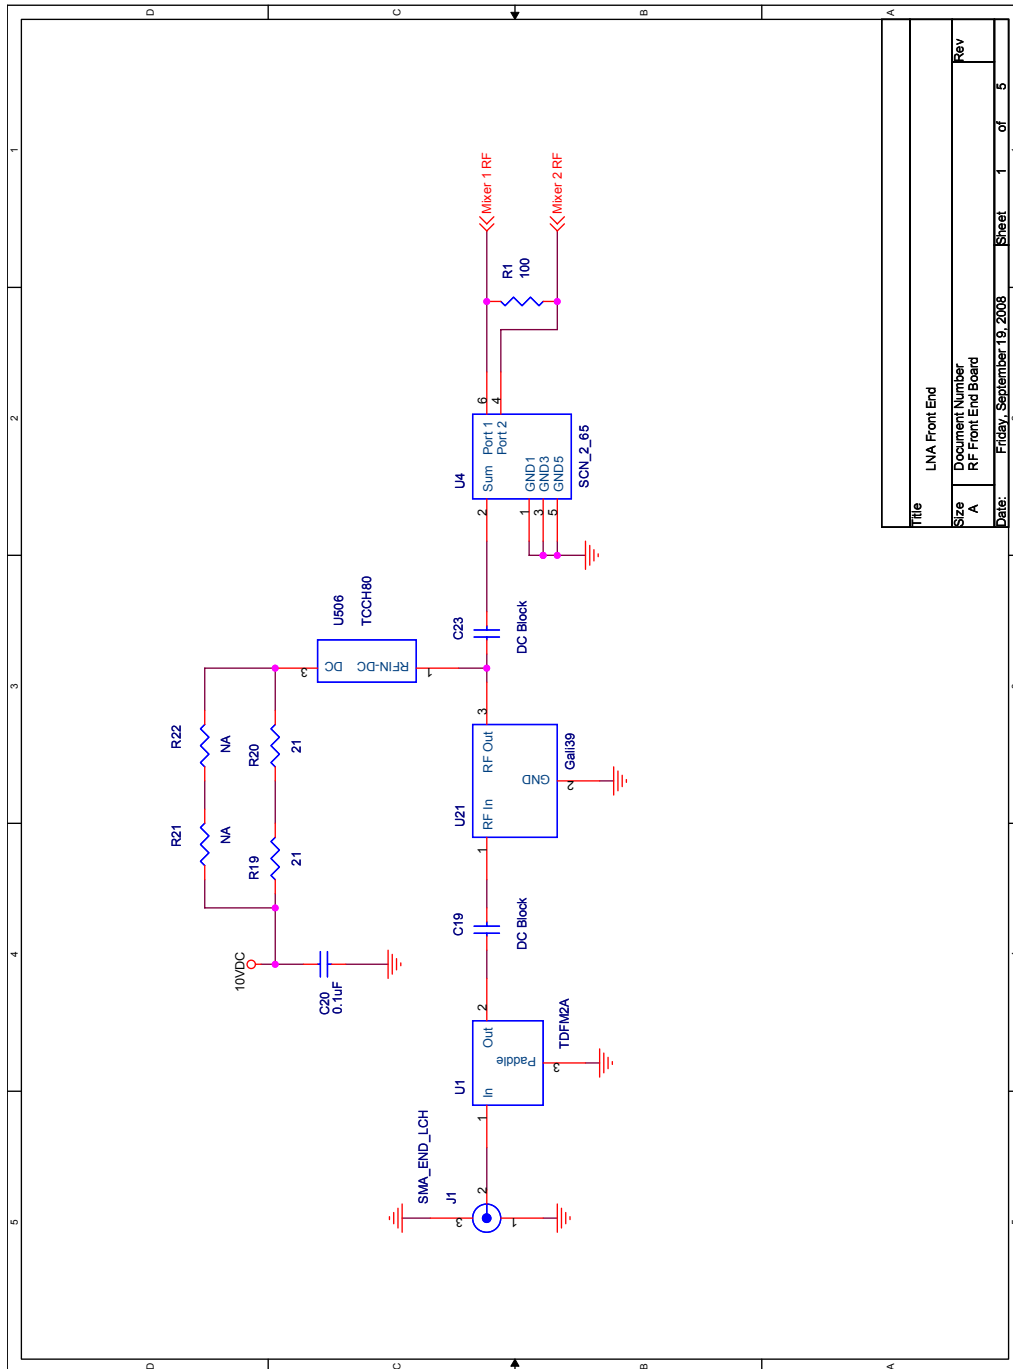 5
4
3
2
1
D
D
C
C
B
B
A
A
SMA_END_LCH
J1
3
2
1
U1
In
Out
Paddle
1
2
3
TDFM2A
10VDC
C20
0.1uF
C19
DC Block
R21
NA
R22
NA
R19
21
R20
21
U21
RF In
RF Out
GND
1
3
2
Gali39
U506
TCCH80
DC
RFIN-DC
3
1
C23
DC Block
U4
Sum
Port 1
Port 2
GND1
GND3
GND5
2
6
4
1
3
5
SCN_2_65
R1
100
Mixer 1 RF
Mixer 2 RF
Title
LNA Front End
Size
A
Document Number
RF Front End Board
Rev
Date:
Friday, September 19, 2008
Sheet
1
of
5